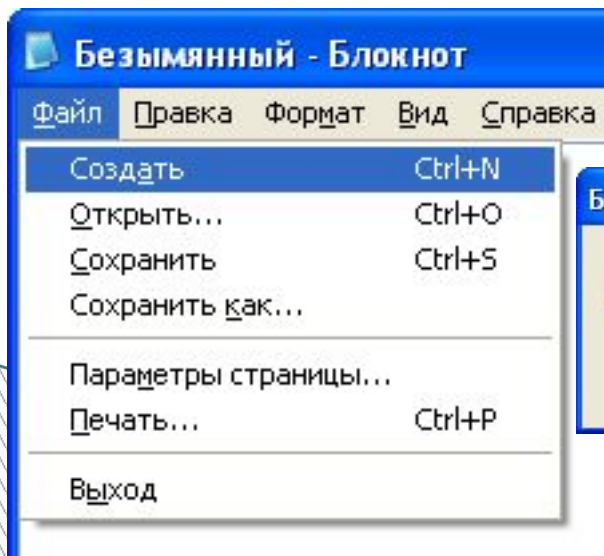 Безымянный - Блокнот
Файл Правка Формат Вид Справка
Создать Ctrl+N
Открыть... Ctrl+O
Сохранить Ctrl+S
Сохранить как...
Параметры страницы...
Печать... Ctrl+P
Выход